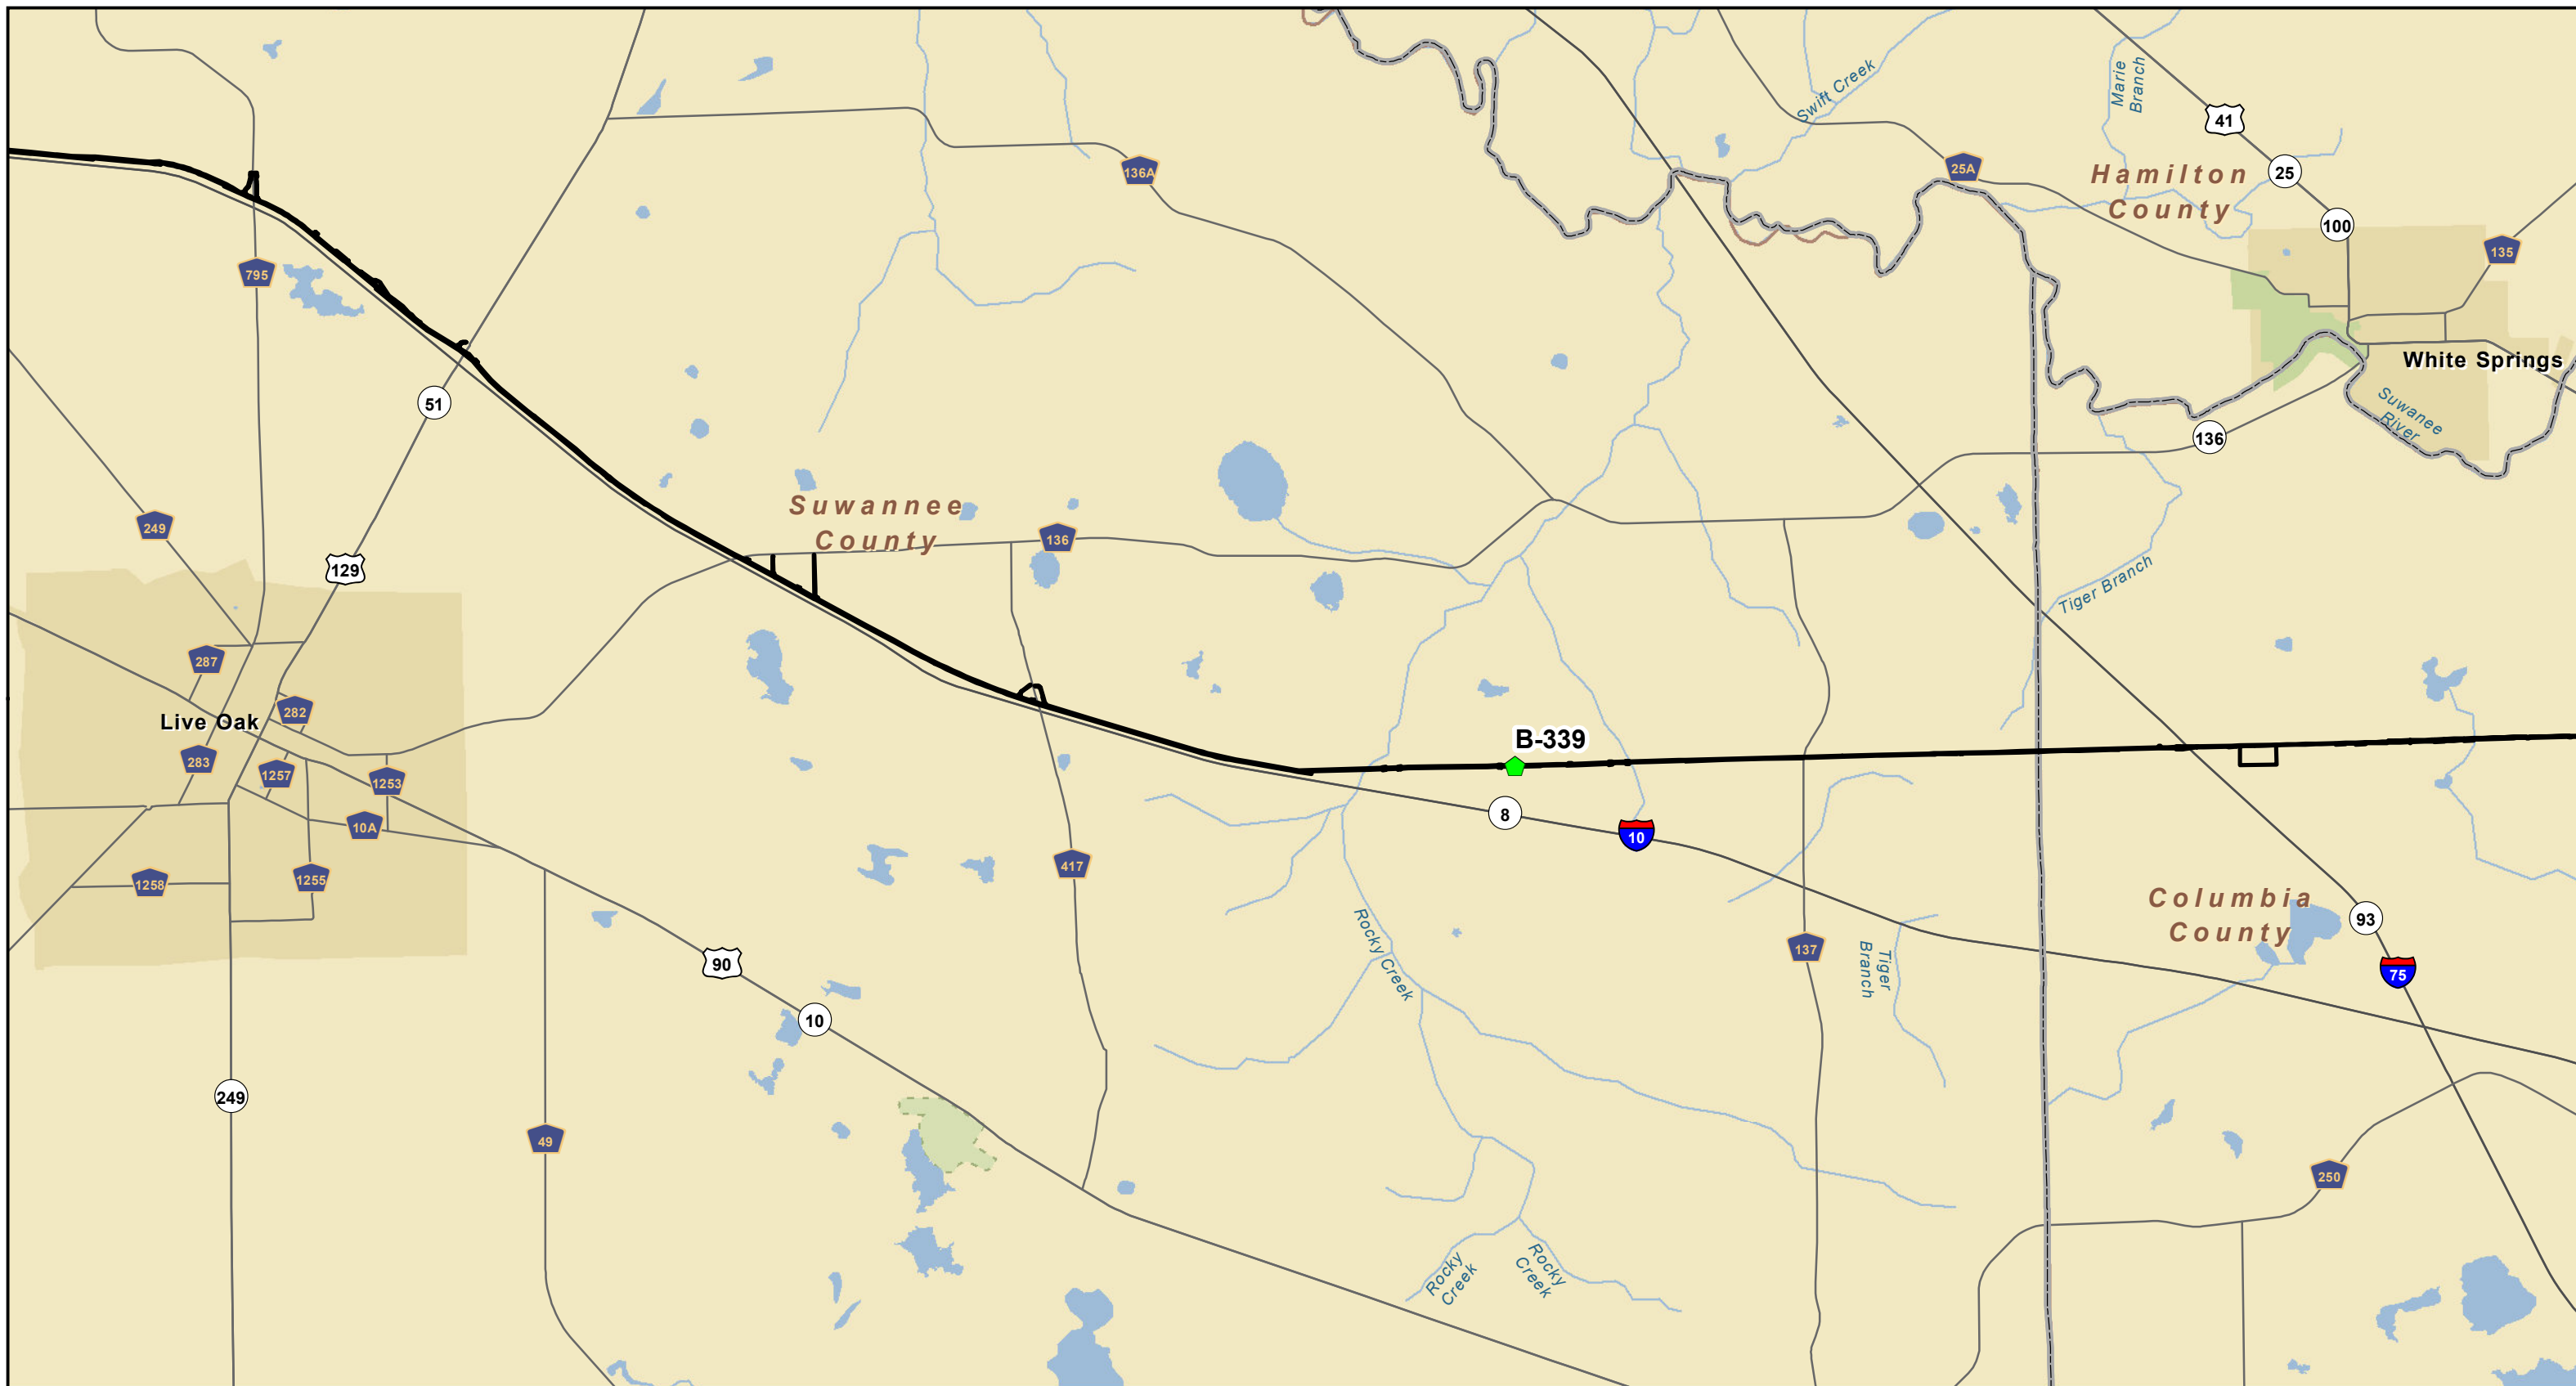 Marie
Branch
Swift Creek
41
136A
25A
Hamilton
County
25
100
135
795
White Springs
51
Suwanee
River
136
Suwannee
County
249
136
129
Tiger Branch
287
282
Live Oak
B-339
283
1257
1253
8
10
10A
417
1258
1255
Columbia
County
Rocky Creek
93
137
Tiger
Branch
90
75
10
249
49
250
Rocky
Creek
Rocky
Creek